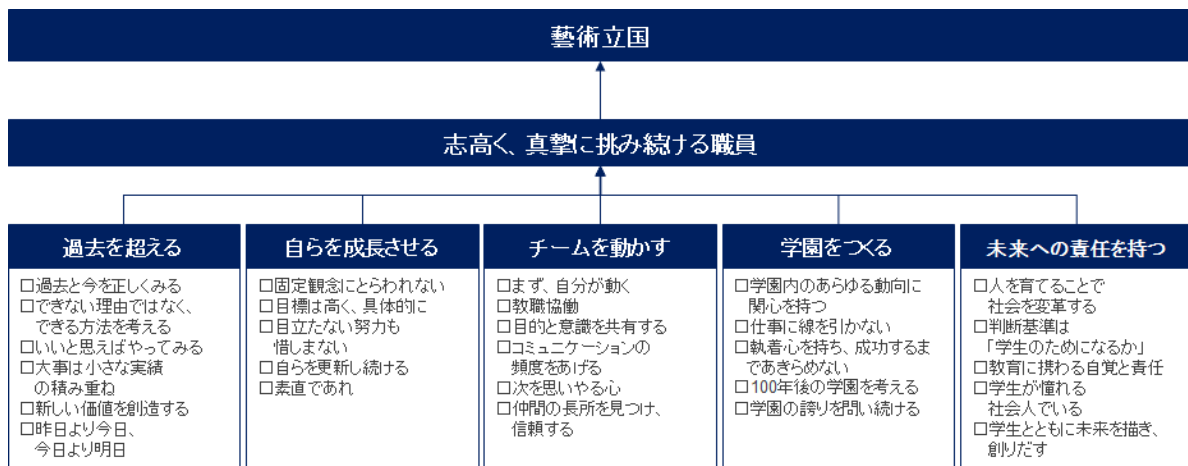 藝術立国
志高く、真摯に挑み続ける職員
過去を超える
□過去と今を正しくみる
□できない理由ではなく、
できる方法を考える
□いいと思えばやってみる
□大事は小さな実績
の積み重ね
□新しい価値を創造する
□昨日より今日、
今日より明日
自らを成長させる
□固定観念にとらわれない
□目標は高く、具体的に
□目立たない努力も
惜しまない
□自らを更新し続ける
□素直であれ
チームを動かす
□まず、自分が動く
□教職協働
□目的と意識を共有する
□コミュニケーションの
頻度をあげる
□次を思いやる心
□仲間の長所を見つけ、
信頼する
学園をつくる
□学園内のあらゆる動向に
関心を持つ
□仕事に線を引かない
□執着心を持ち、成功するま
であきらめない
□100年後の学園を考える
□学園の誇りを問い続ける
未来への責任を持つ
□人を育てることで
社会を変革する
□判断基準は
「学生のためになるか」
□教育に携わる自覚と責任
□学生が憧れる
社会人でいる
□学生とともに未来を描き、
創りだす